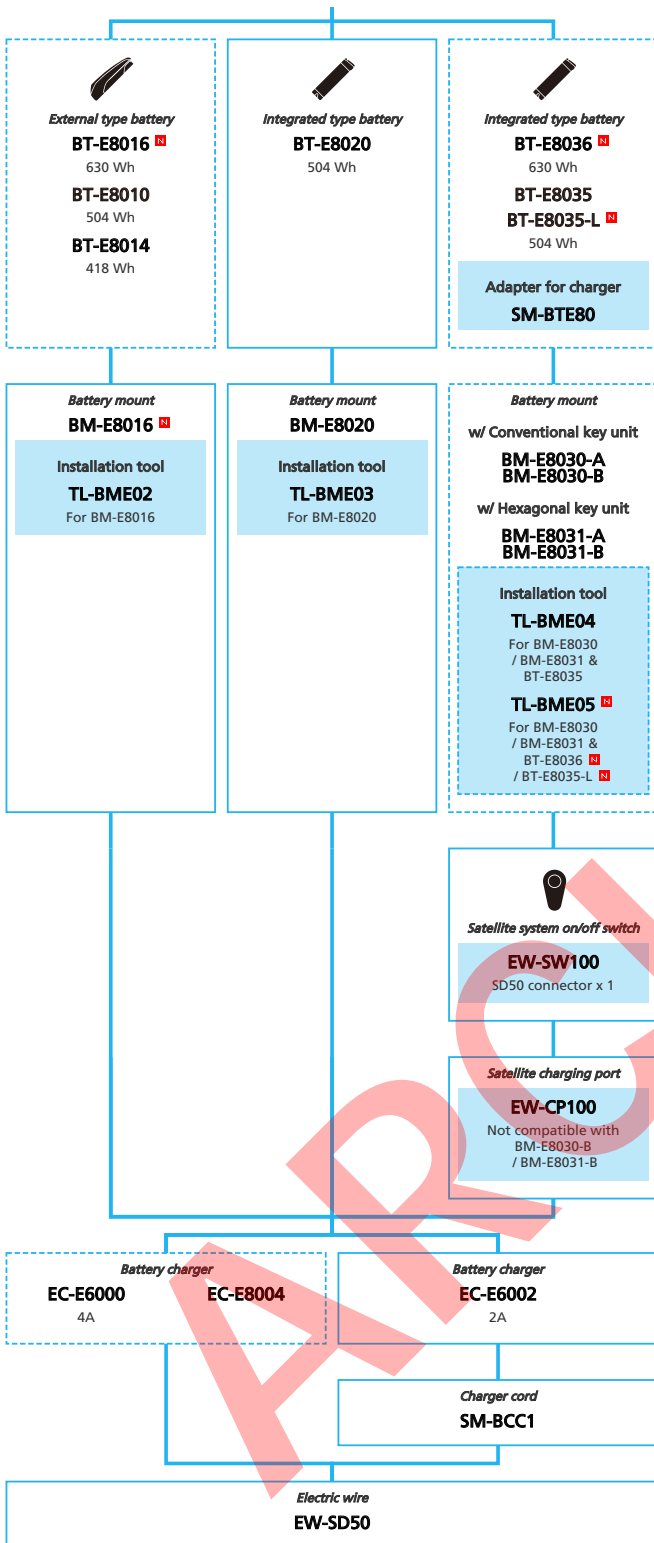 External type battery
BT-E8016 N
630 Wh
BT-E8010
504 Wh
BT-E8014
418 Wh
Integrated type battery
BT-E8020
504 Wh
Integrated type battery
BT-E8036 N
630 Wh
BT-E8035
BT-E8035-L N
504 Wh
Adapter for charger
SM-BTE80
Battery mount
BM-E8016 N
Installation tool
TL-BME02
For BM-E8016
Battery mount
BM-E8020
Installation tool
TL-BME03
For BM-E8020
Battery mount
w/ Conventional key unit
BM-E8030-A
BM-E8030-B
w/ Hexagonal key unit
BM-E8031-A
BM-E8031-B
Installation tool
TL-BME04
For BM-E8030
/ BM-E8031 &
BT-E8035
TL-BME05 N
For BM-E8030
/ BM-E8031 &
BT-E8036 N
/ BT-E8035-L N
Satellite system on/off switch
EW-SW100
SD50 connector x 1
Satellite charging port
EW-CP100
Not compatible with
BM-E8030-B
/ BM-E8031-B
Battery charger
EC-E6000 EC-E8004
4A
Battery charger
EC-E6002
2A
Charger cord
SM-BCC1
Electric wire
EW-SD50
ARCI